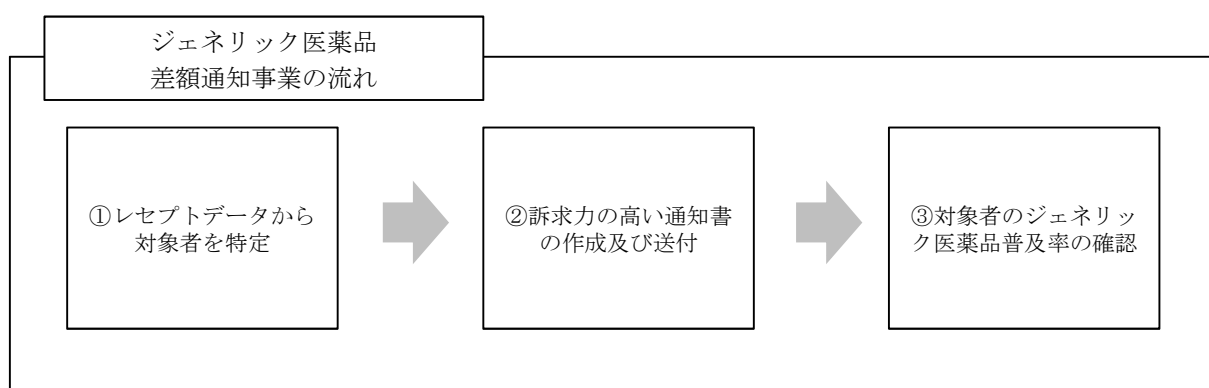 ジェネリック医薬品
差額通知事業の流れ
①レセプトデータから
対象者を特定
②訴求力の高い通知書
の作成及び送付
③対象者のジェネリッ
ク医薬品普及率の確認